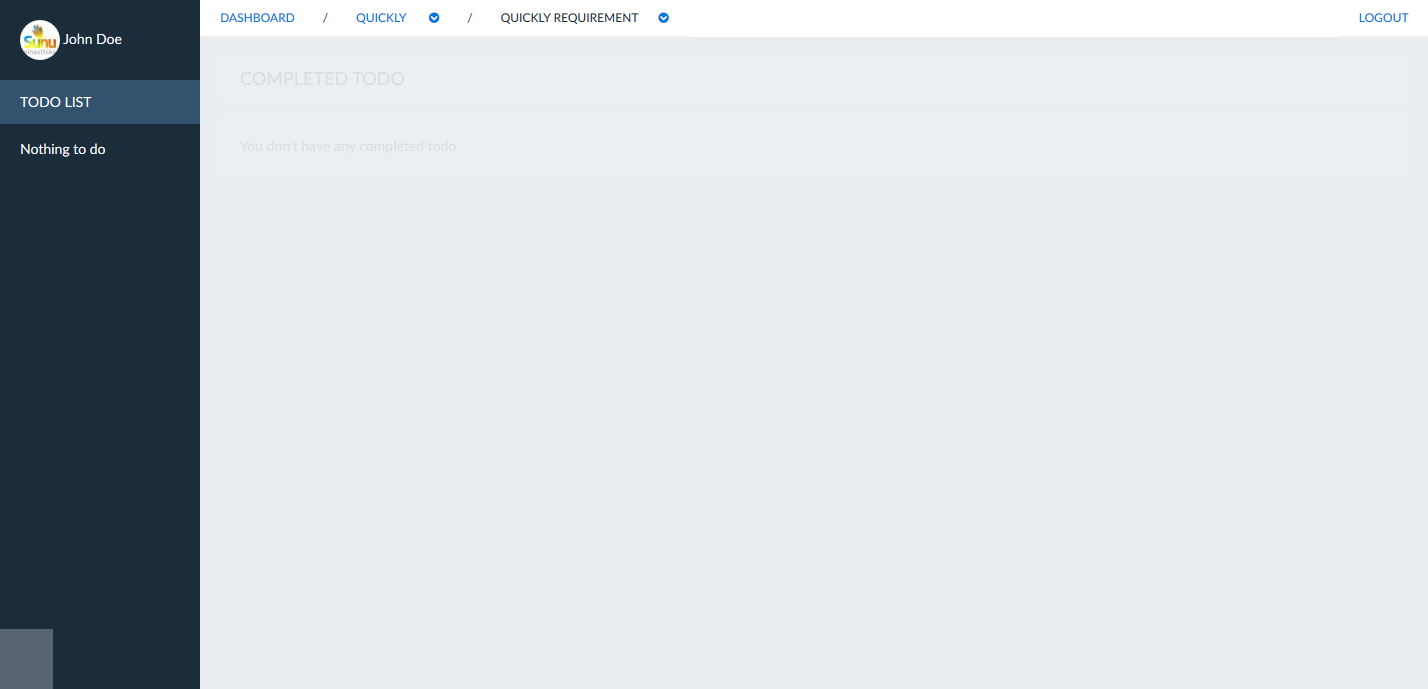 Sunu
John Doe
DASHBOARD / QUICKLY / QUICKLY REQUIREMENT
LOGOUT
TODO LIST
Nothing to do
COMPLETED TODO
You don't have any completed todo